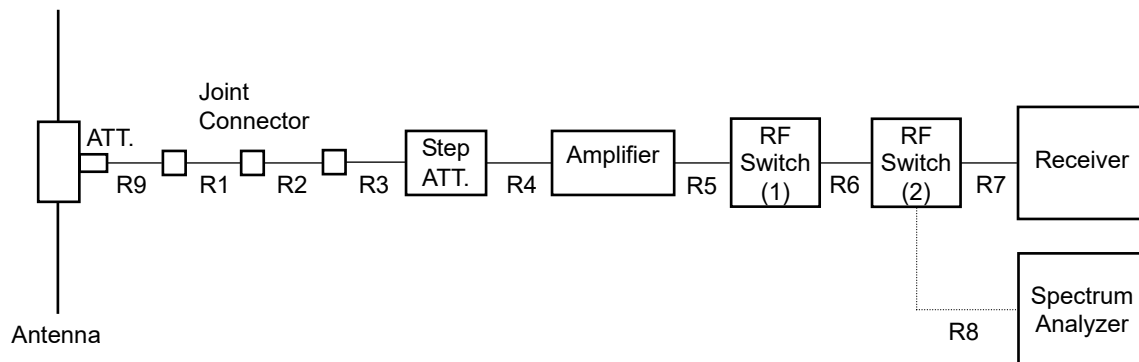 Joint
Connector
ATT.
R9
R1
R2
R3
Step
ATT.
R4
Amplifier
R5
RF
Switch
(1)
R6
RF
Switch
(2)
R7
Receiver
Spectrum
Analyzer
R8
Antenna